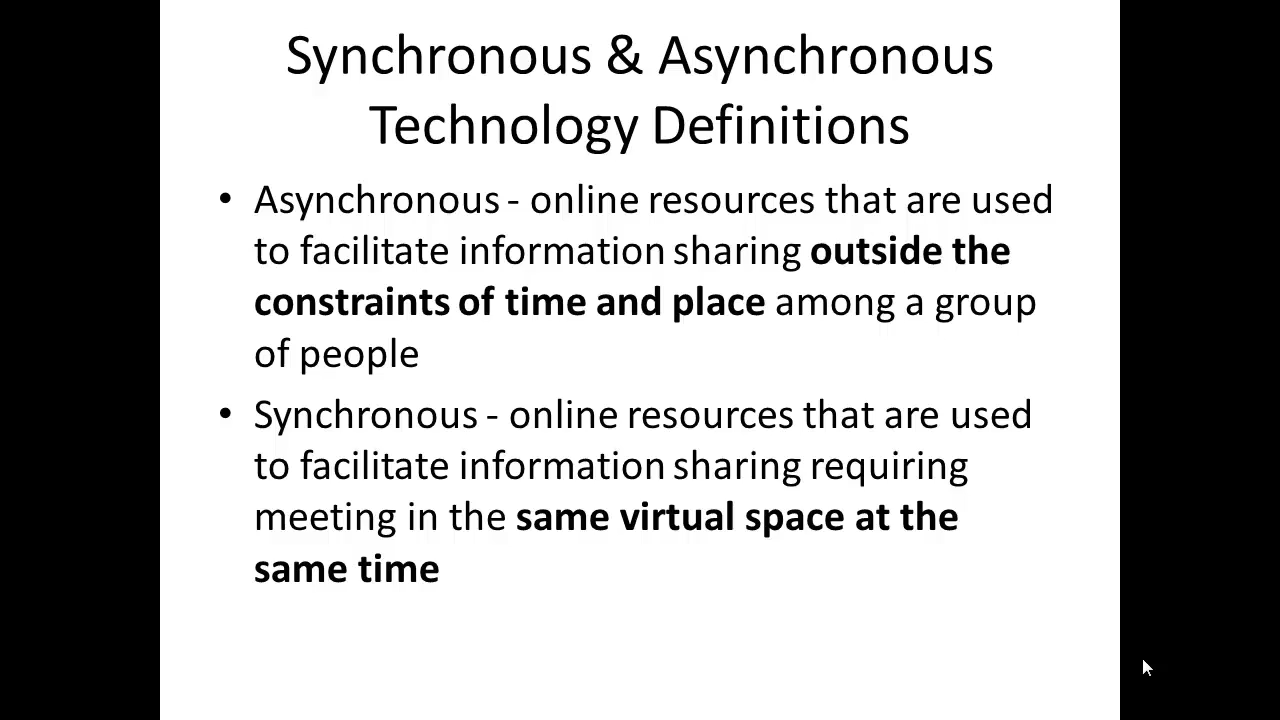 Synchronous & Asynchronous
Technology Definitions
• Asynchronous - online resources that are used
to facilitate information sharing outside the
constraints of time and place among a group
of people
• Synchronous - online resources that are used
to facilitate information sharing requiring
meeting in the same virtual space at the
same time